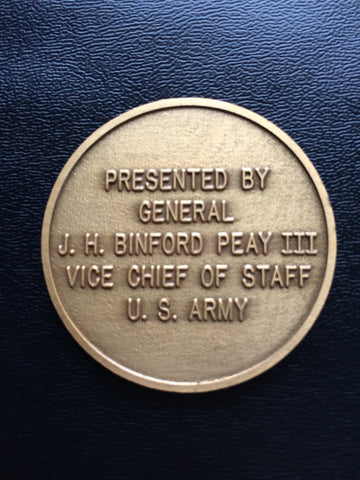 PRESENTED BY
GENERAL
J. H. BINFORD PEAY III
VICE CHIEF OF STAFF
U. S. ARMY